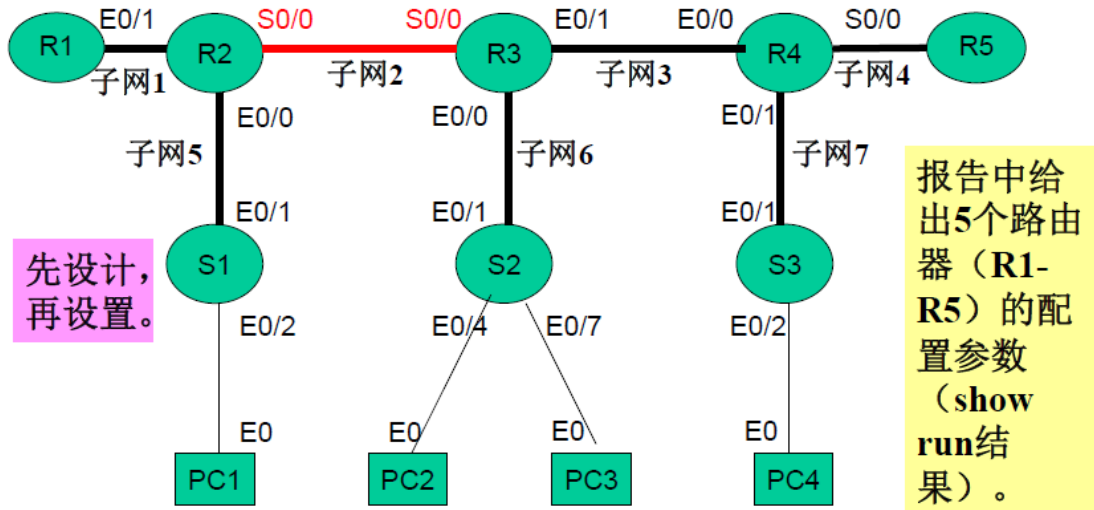 E0/1
S0/0
S0/0
E0/1
E0/0
S0/0
R1
R2
R3
R4
R5
子网1
子网2
子网3
子网4
E0/0
E0/0
E0/1
子网5
子网6
子网7
E0/1
E0/1
E0/1
S1
S2
S3
先设计,
再设置。
E0/2
E0/4
E0/7
E0/2
E0
E0
E0
E0
PC1
PC2
PC3
PC4
报告中给
出5个路由
器（R1-
R5）的配
置参数
（show
run结
果）。